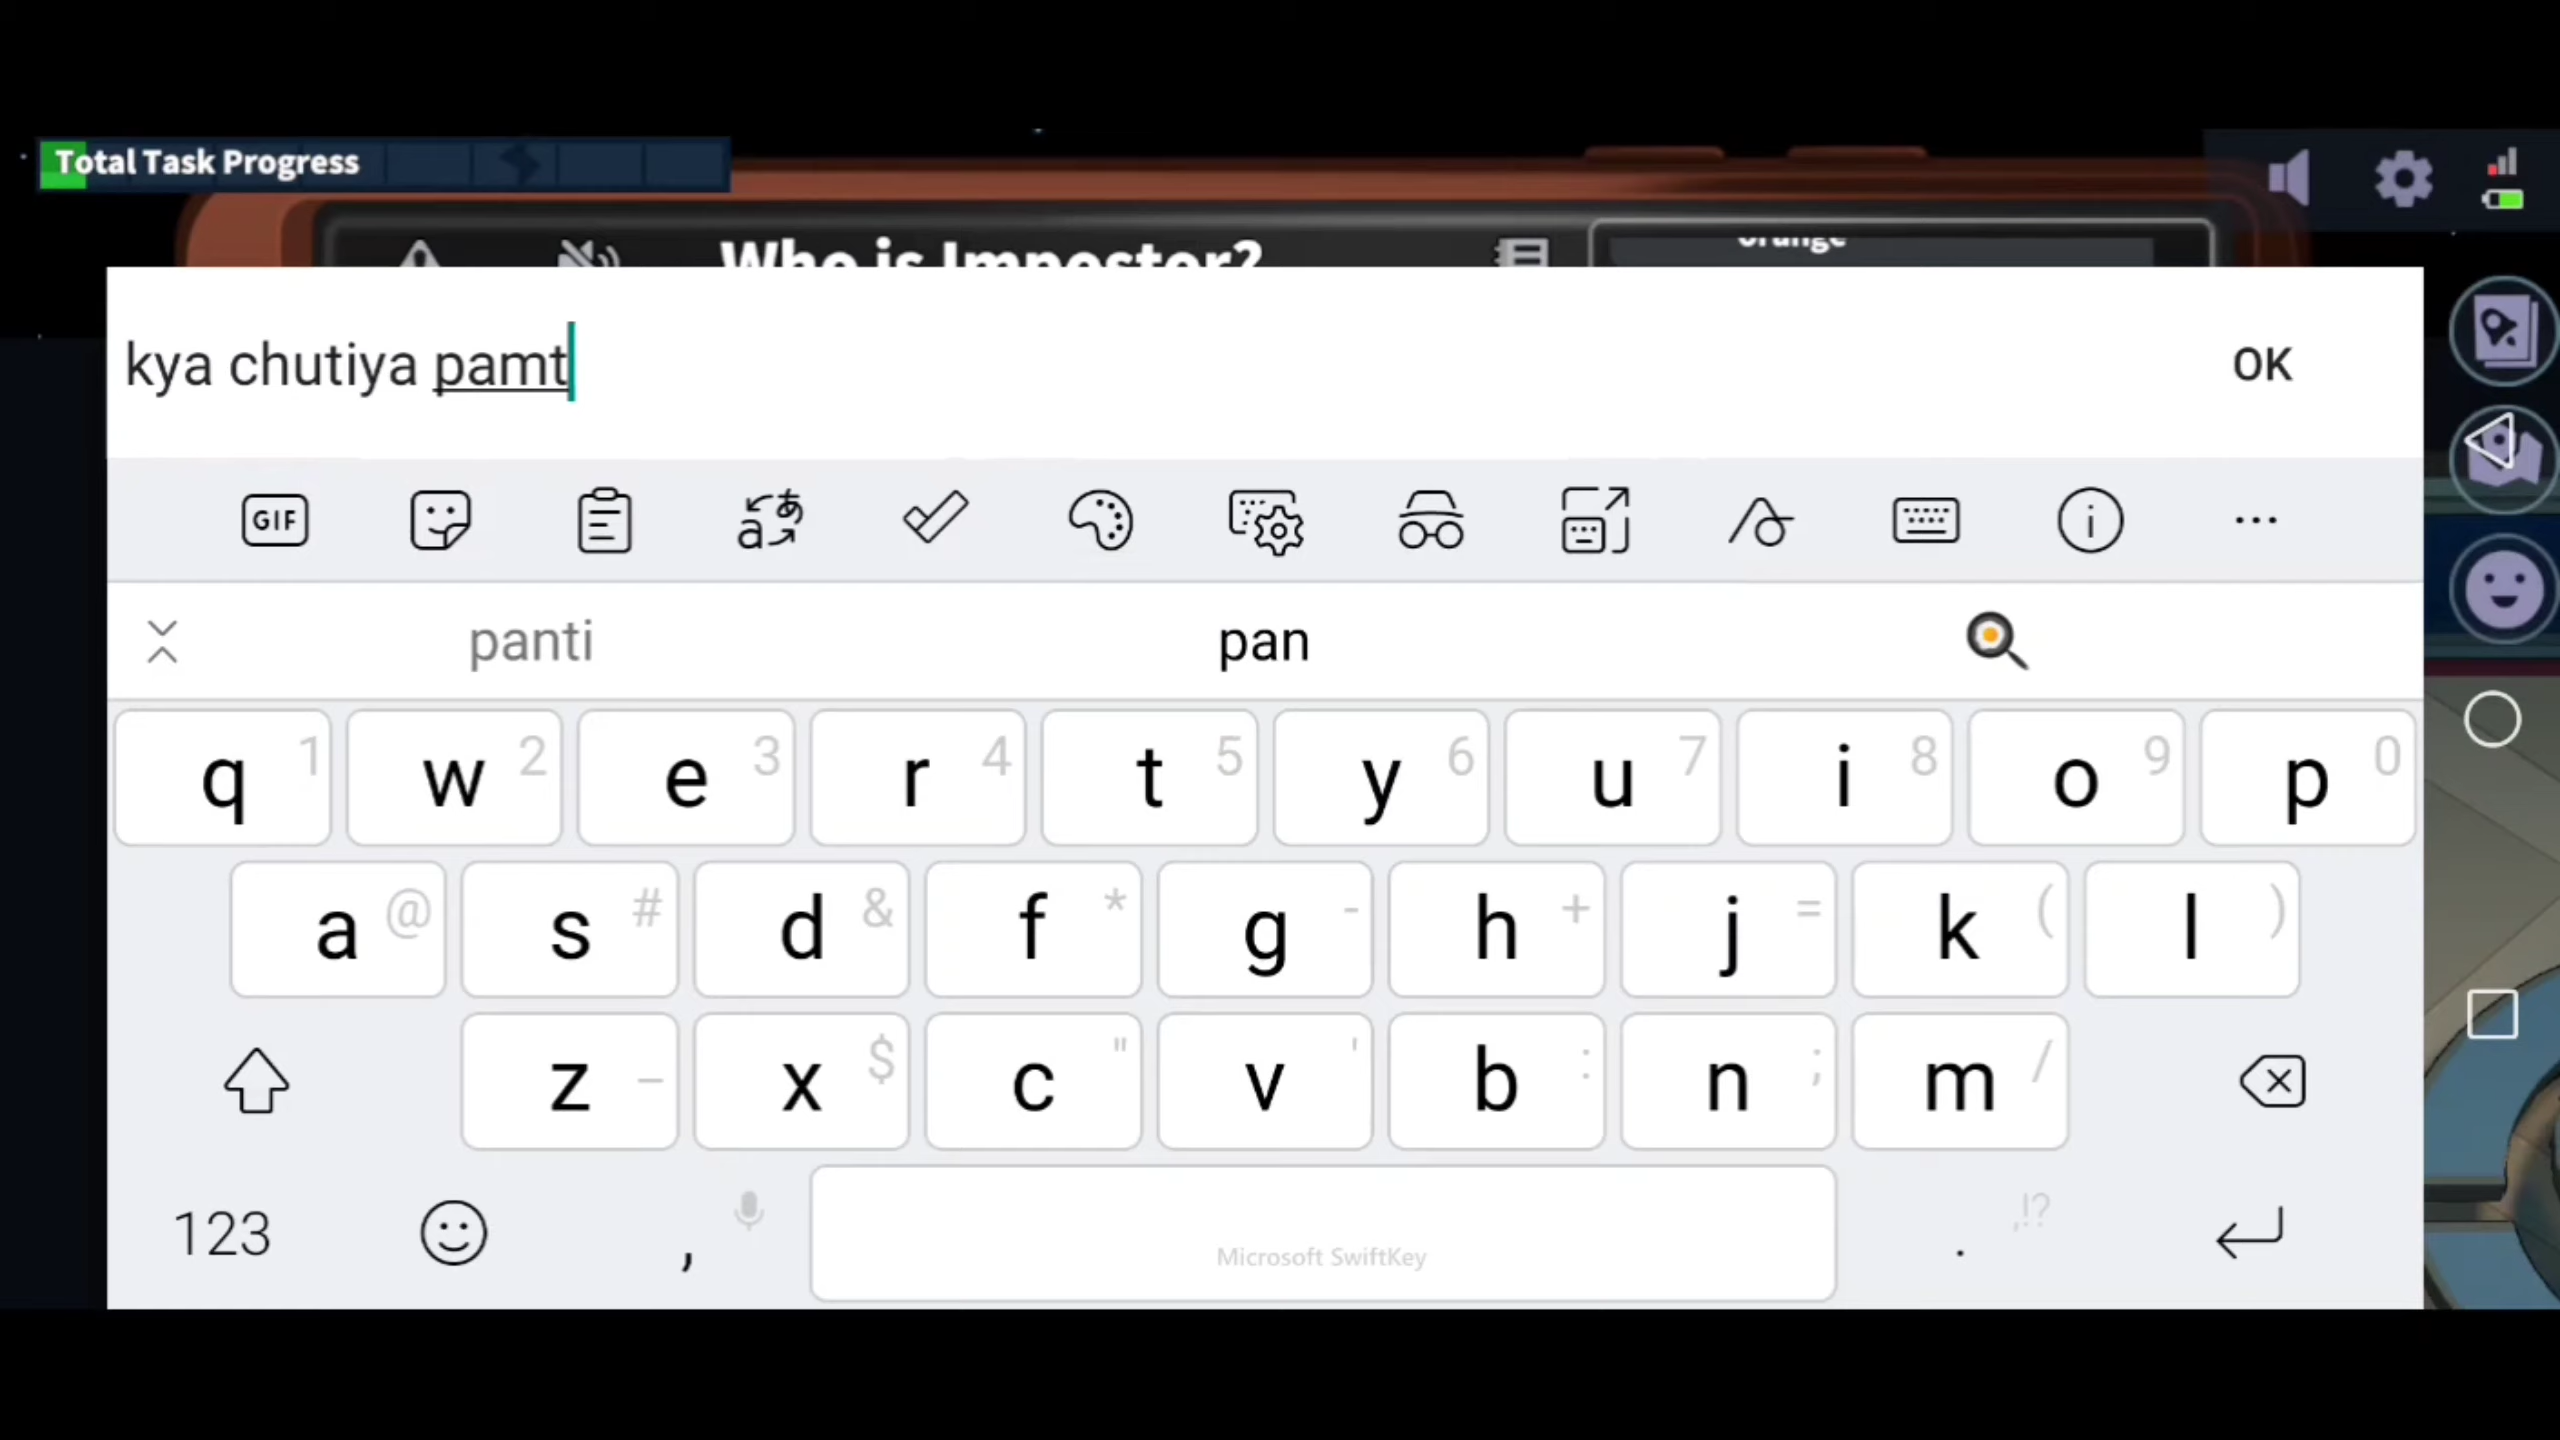 Total Task Progress
Who is Impostor?
orange
kya chutiya pamt
OK
GIF
panti
pan
q 1 w 2 e 3 r 4 t 5 y 6 u 7 i 8 o 9 p 0
a @ s # d & f * g - h + j = k ( l )
z _ x $ c " v ' b : n ; m /
123 , Microsoft SwiftKey . ,!?